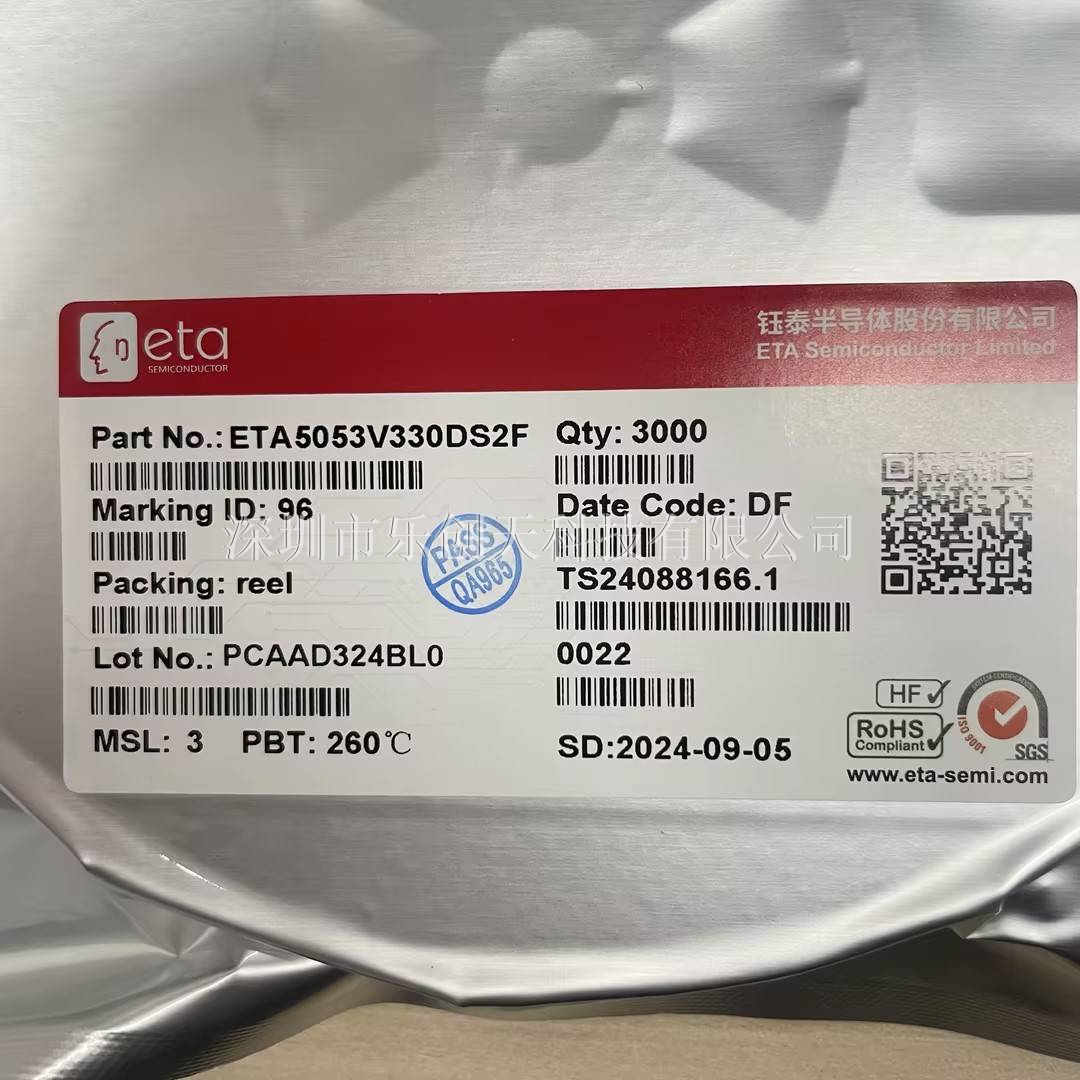 eta
SEMICONDUCTOR
钰泰半导体股份有限公司
ETA Semiconductor Limited
Part No.: ETA5053V330DS2F
Qty: 3000
Marking ID: 96
Date Code: DF
深圳市乐创天科技有限公司
PASS
QA965
Packing: reel
TS24088166.1
Lot No.: PCAAD324BL0
0022
MSL: 3 PBT: 260℃
SD:2024-09-05
HF
RoHS
Compliant
SYSTEM CERTIFICATION
ISO 9001
SGS
www.eta-semi.com